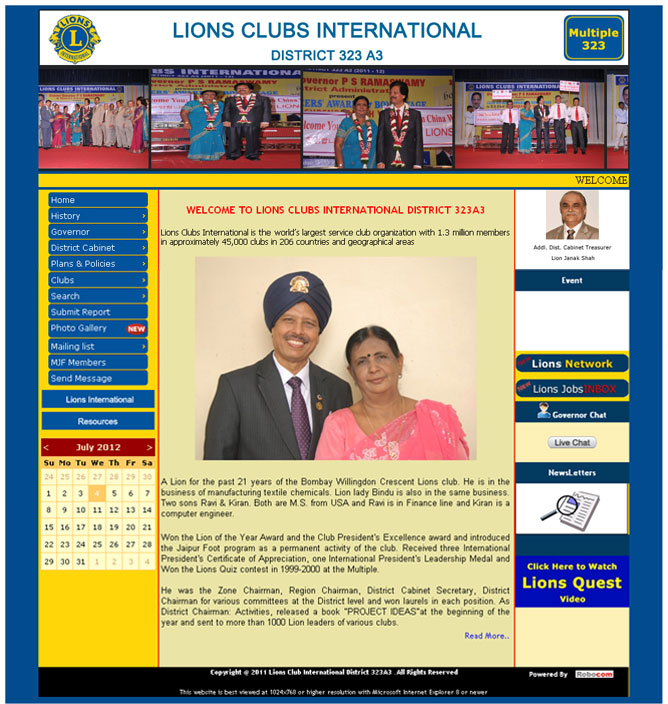 LIONS
L
INTERNATIONAL
LIONS CLUBS INTERNATIONAL
DISTRICT 323 A3
Multiple
323
LIONS CLUBS INTERNATIONAL
BS INTERNATIONAL
Governor P S RAMASWAMY
District Administration
WELCOME
Home
History
Governor
District Cabinet
Plans & Policies
Clubs
Search
Submit Report
Photo Gallery NEW
Mailing list
MJF Members
Send Message
Lions International
Resources
< July 2012 >
Su Mo Tu We Th Fr Sa
24 25 26 27 28 29 30
1 2 3 4 5 6 7
8 9 10 11 12 13 14
15 16 17 18 19 20 21
22 23 24 25 26 27 28
29 30 31 1 2 3 4
WELCOME TO LIONS CLUBS INTERNATIONAL DISTRICT 323A3
Lions Clubs International is the world's largest service club organization with 1.3 million members
in approximately 45,000 clubs in 206 countries and geographical areas
A Lion for the past 21 years of the Bombay Willingdon Crescent Lions club. He is in the
business of manufacturing textile chemicals. Lion lady Bindu is also in the same business.
Two sons Ravi & Kiran. Both are M.S. from USA and Ravi is in Finance line and Kiran is a
computer engineer.
Won the Lion of the Year Award and the Club President's Excellence award and introduced
the Jaipur Foot program as a permanent activity of the club. Received three International
President's Certificate of Appreciation, one International President's Leadership Medal and
Won the Lions Quiz contest in 1999-2000 at the Multiple.
He was the Zone Chairman, Region Chairman, District Cabinet Secretary, District
Chairman for various committees at the District level and won laurels in each position. As
District Chairman: Activities, released a book "PROJECT IDEAS"at the beginning of the
year and sent to more than 1000 Lion leaders of various clubs.
Read More..
Addl. Dist. Cabinet Treasurer
Lion Janak Shah
Event
NEW Lions Network
NEW Lions JobsINBOX
Governor Chat
Live Chat
NewsLetters
Click Here to Watch
Lions Quest
Video
Copyright @ 2011 Lions Club International District 323A3 .All Rights Reserved
Powered By Robocom
This website is best viewed at 1024x768 or higher resolution with Microsoft Internet Explorer 8 or newer